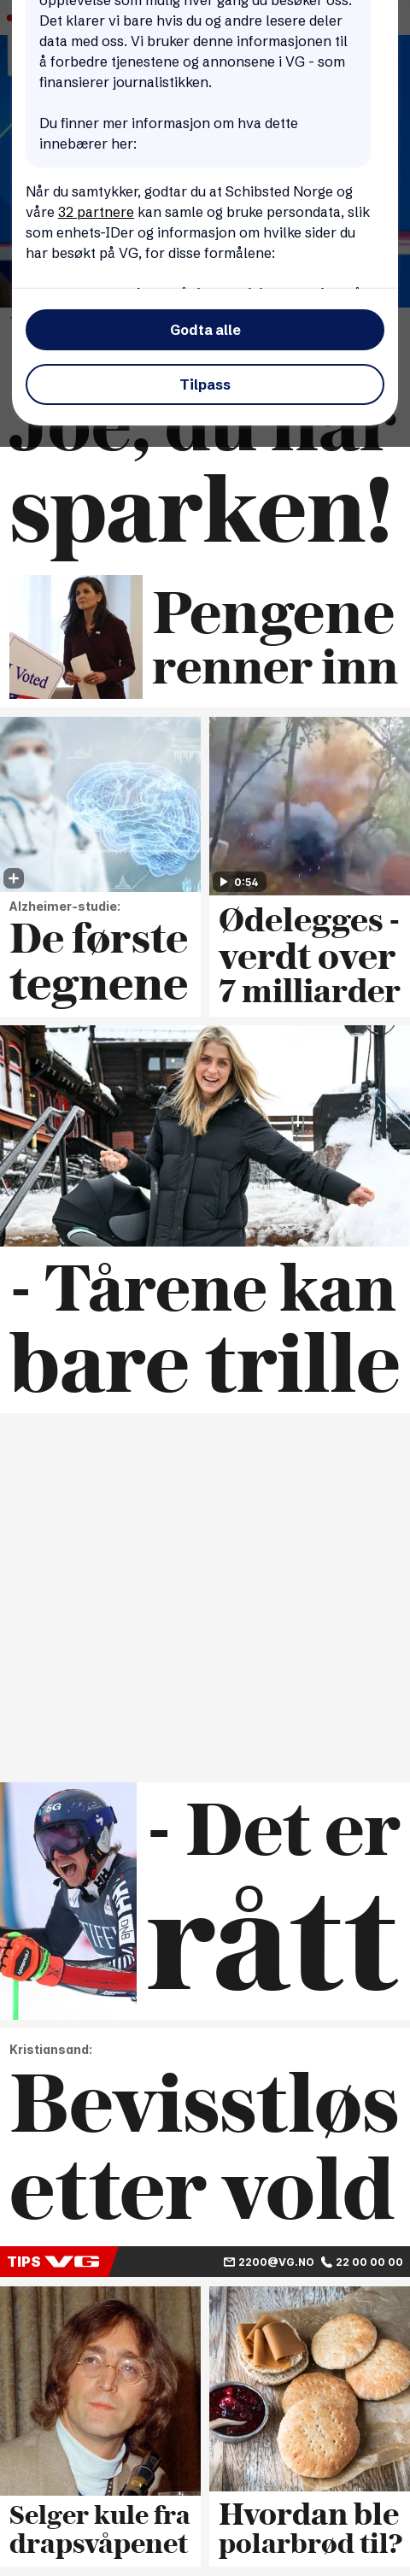 opplevelse som mulig hver gang du besøker oss.
Det klarer vi bare hvis du og andre lesere deler
data med oss. Vi bruker denne informasjonen til
å forbedre tjenestene og annonsene i VG - som
finansierer journalistikken.
Du finner mer informasjon om hva dette
innebærer her:
Når du samtykker, godtar du at Schibsted Norge og
våre 32 partnere kan samle og bruke persondata, slik
som enhets-IDer og informasjon om hvilke sider du
har besøkt på VG, for disse formålene:
Godta alle
Tilpass
Joe, du har
sparken!
I Voted
Pengene
renner inn
0:54
Alzheimer-studie:
De første
tegnene
Ødelegges -
verdt over
7 milliarder
- Tårene kan
bare trille
- Det er
rått
Kristiansand:
Bevisstløs
etter vold
TIPS VG 2200@VG.NO 22 00 00 00
Selger kule fra
drapsvåpenet
Hvordan ble
polarbrød til?